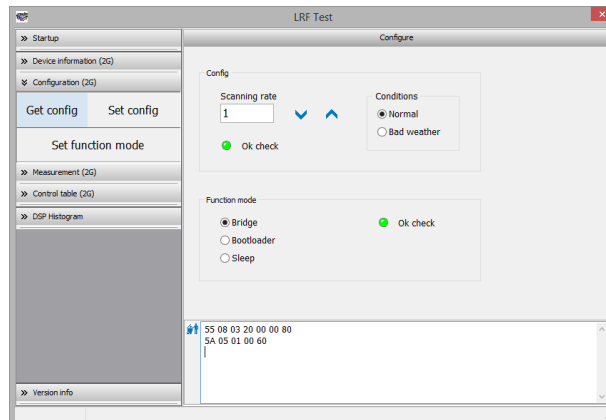 LRF Test
Startup
Configure
Device information (2G)
Configuration (2G)
Get config Set config
Set function mode
Measurement (2G)
Control table (2G)
DSP Histogram
Version info
Config
Scanning rate
1
Ok check
Conditions
Normal
Bad weather
Function mode
Bridge
Bootloader
Sleep
Ok check
55 08 03 20 00 00 80
5A 05 01 00 60